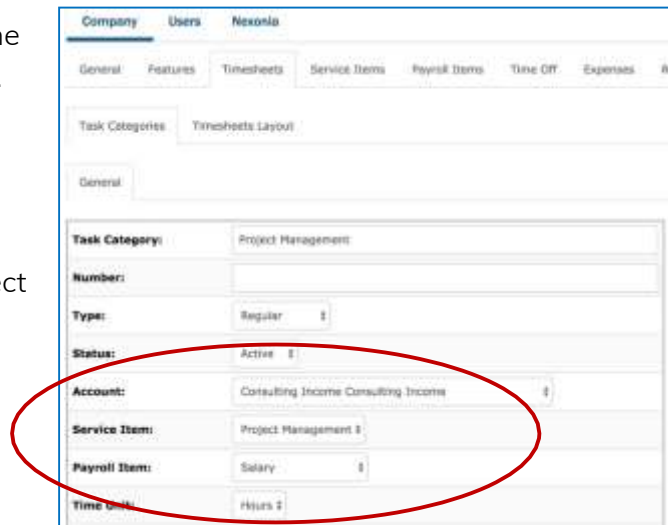 ne
Company Users Nexonia
General Features Timesheets Service Items Payroll Items Time Off Expenses
Task Categories Timesheets Layout
General
Task Category: Project Management
Number:
ect
Type: Regular
Status: Active
Account: Consulting Income Consulting Income
Service Item: Project Management
Payroll Item: Salary
Time Unit: Hours